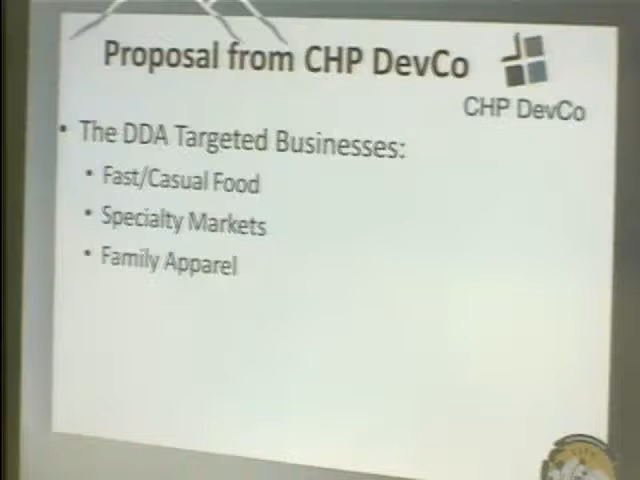 Proposal from CHP DevCo
CHP DevCo
• The DDA Targeted Businesses:
• Fast/Casual Food
• Specialty Markets
• Family Apparel